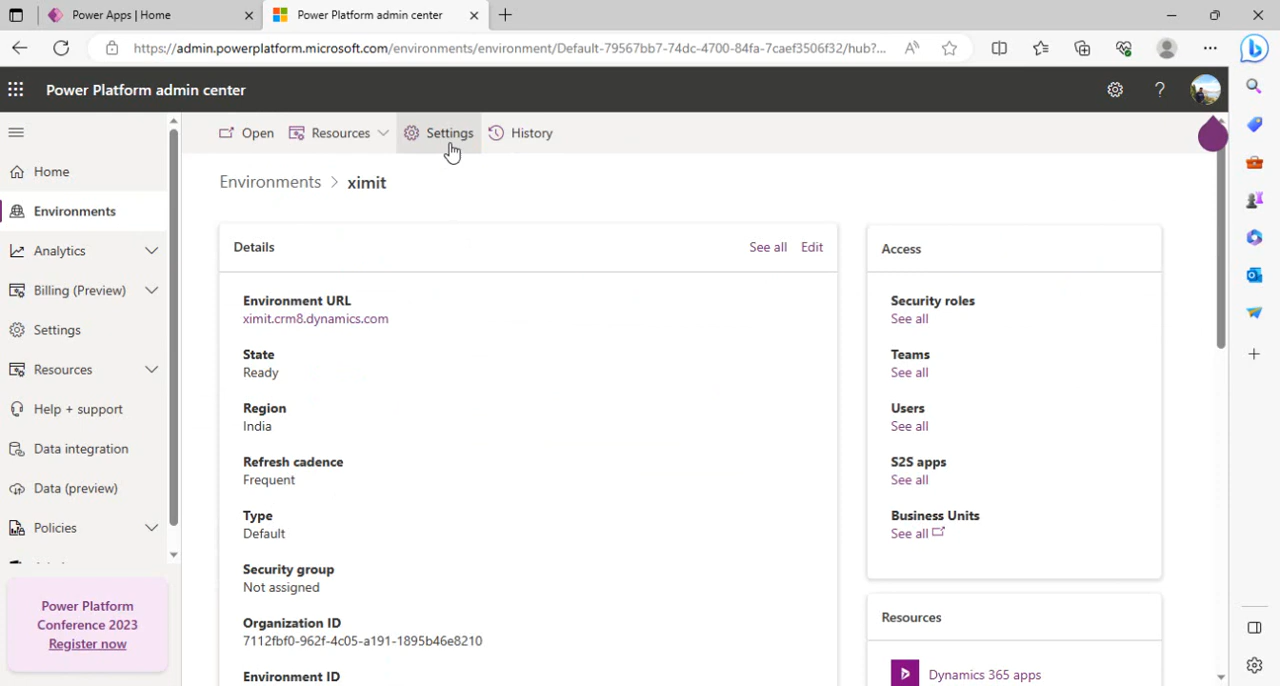 Power Apps | Home
Power Platform admin center
https://admin.powerplatform.microsoft.com/environments/environment/Default-79567bb7-74dc-4700-84fa-7caef3506f32/hub?...
Power Platform admin center
Open
Resources
Settings
History
Home
Environments
Analytics
Billing (Preview)
Settings
Resources
Help + support
Data integration
Data (preview)
Policies
Power Platform
Conference 2023
Register now
Environments > ximit
Details
See all
Edit
Environment URL
ximit.crm8.dynamics.com
State
Ready
Region
India
Refresh cadence
Frequent
Type
Default
Security group
Not assigned
Organization ID
7112fbf0-962f-4c05-a191-1895b46e8210
Environment ID
Access
Security roles
See all
Teams
See all
Users
See all
S2S apps
See all
Business Units
See all
Resources
Dynamics 365 apps